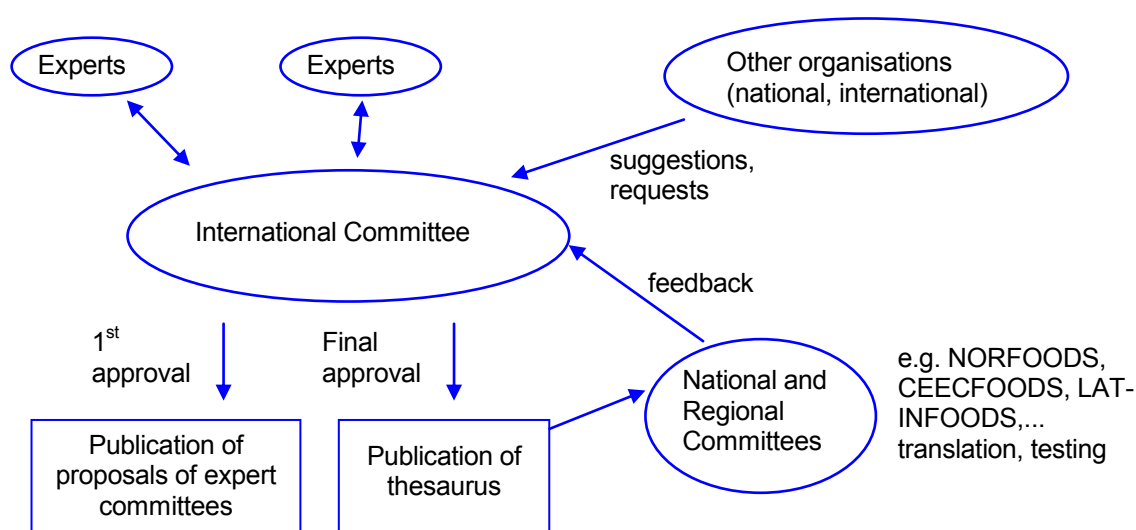 Experts
Experts
Other organisations
(national, international)
suggestions,
requests
International Committee
feedback
1st
approval
Final
approval
National and
Regional
Committees
e.g. NORFOODS,
CEECFOODS, LAT-
INFOODS,...
translation, testing
Publication of
proposals of expert
committees
Publication of
thesaurus